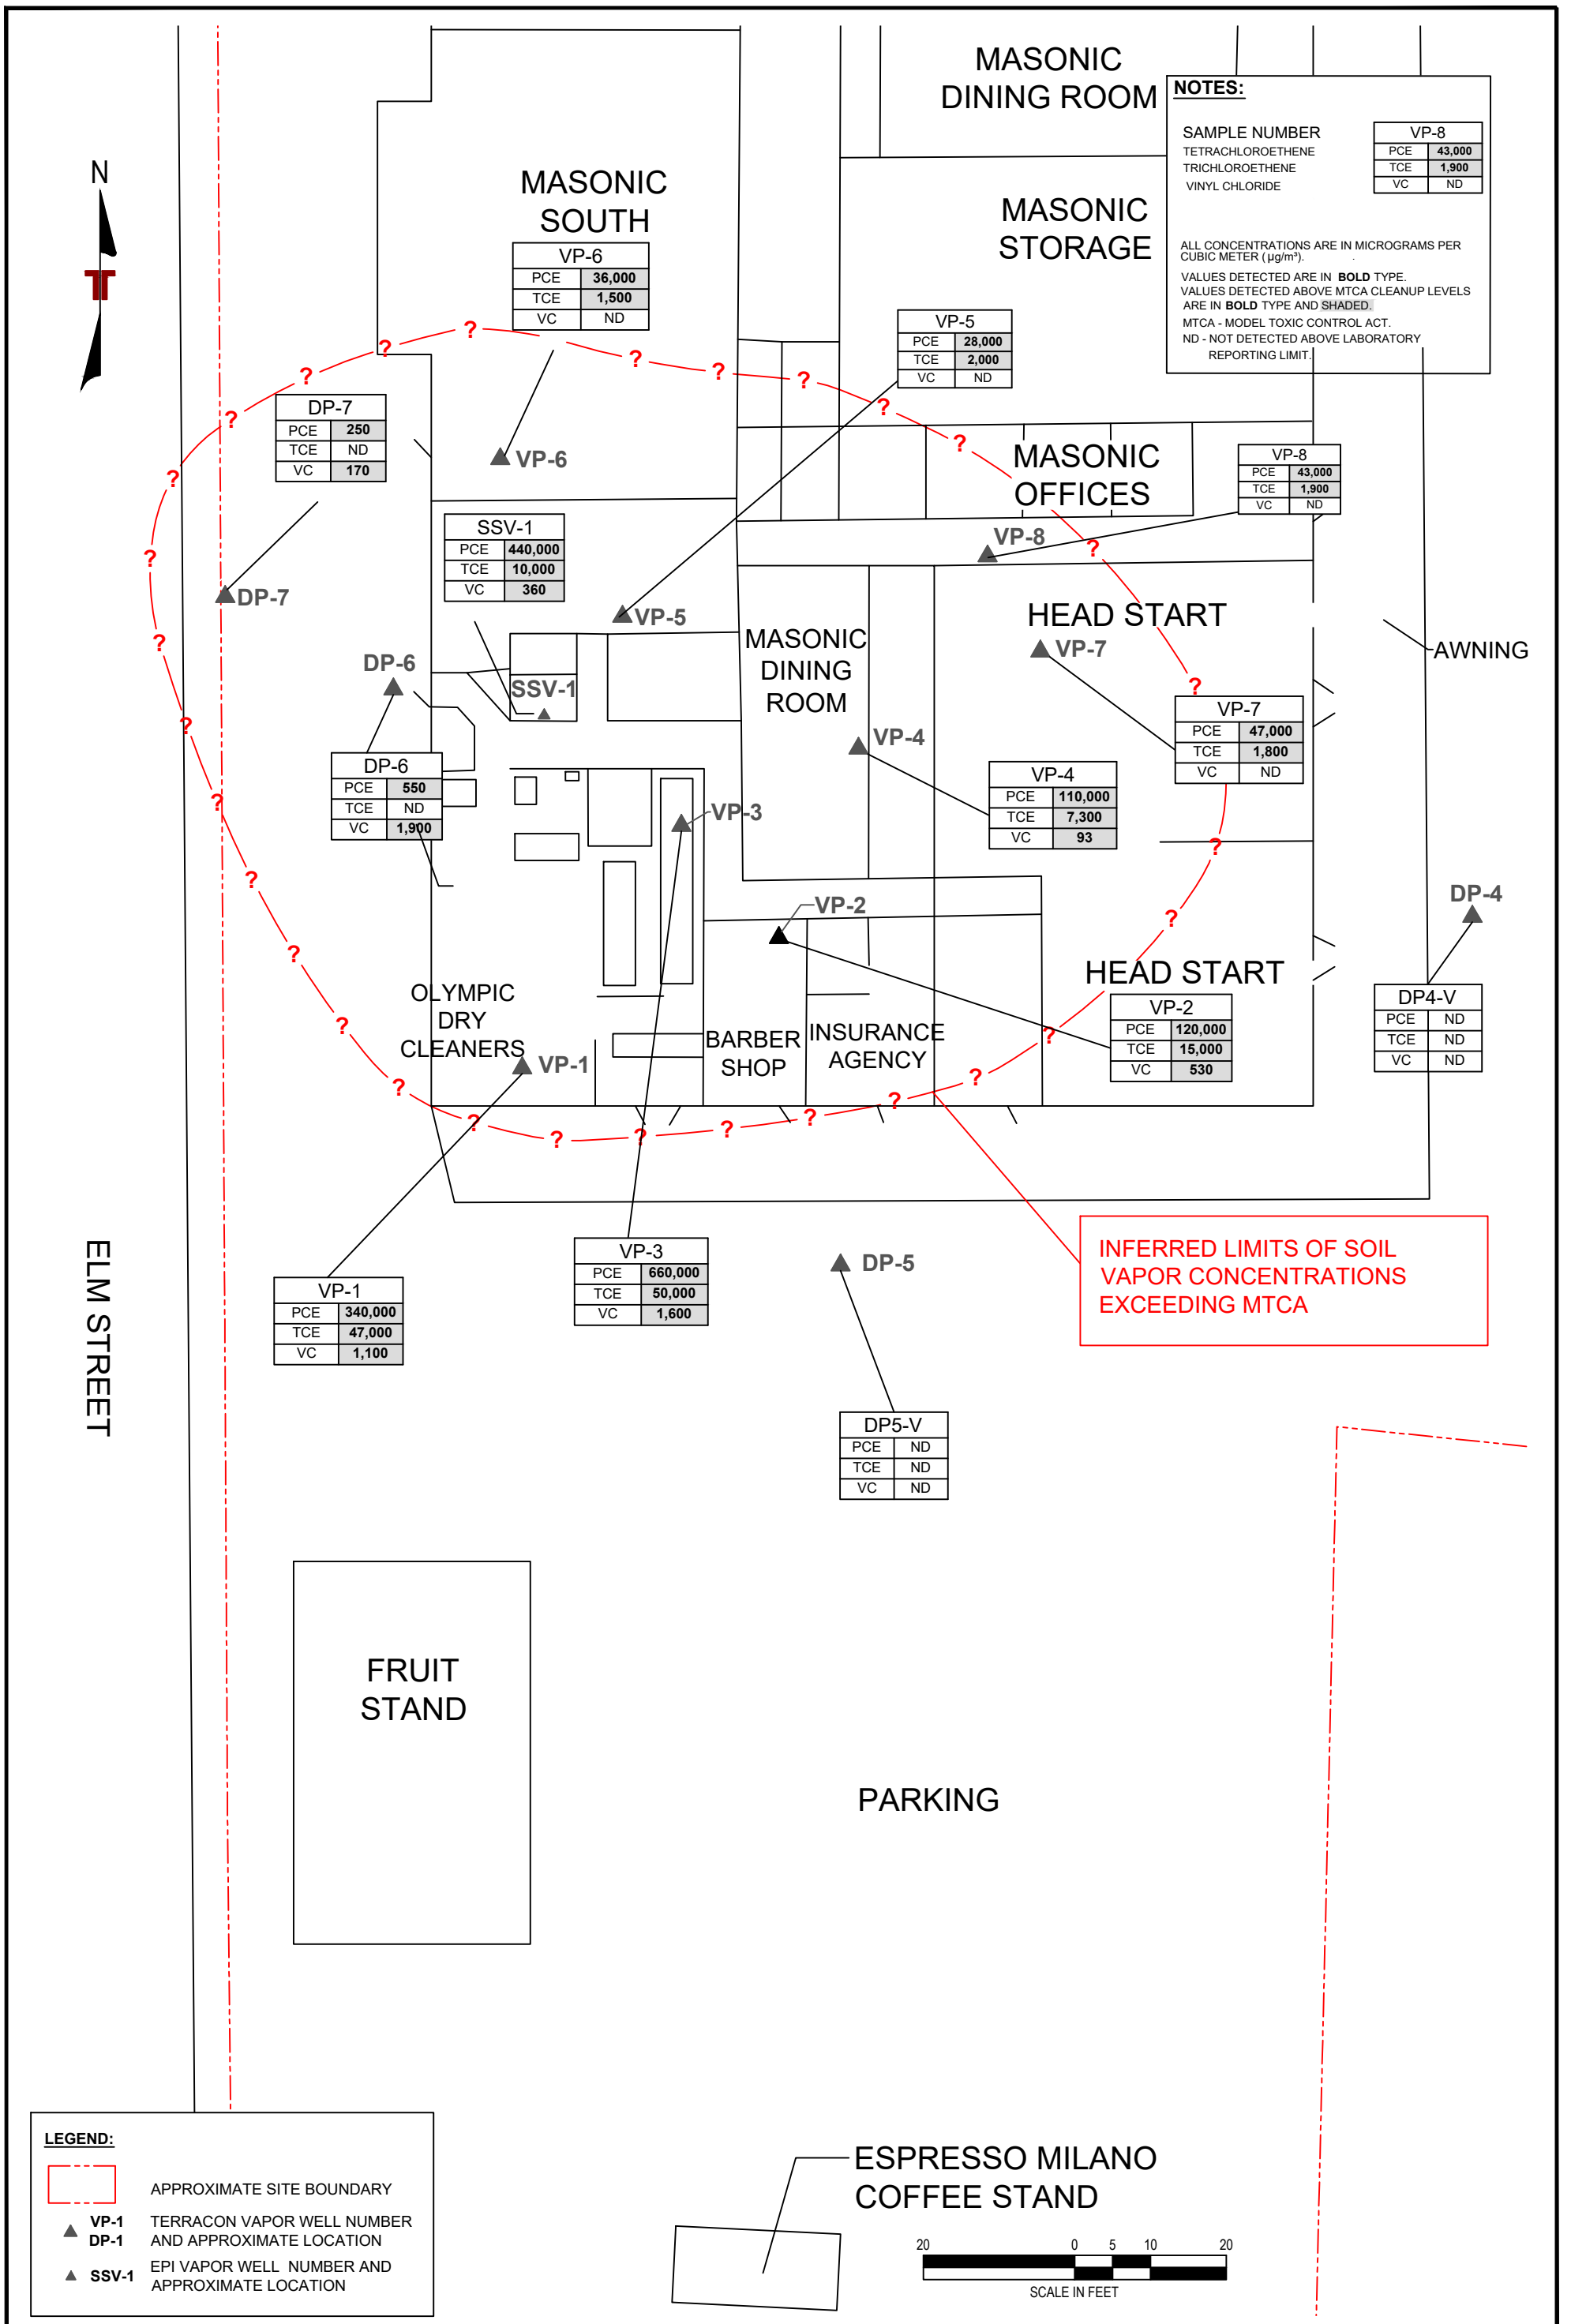 MASONIC
DINING ROOM
NOTES:
SAMPLE NUMBER
TETRACHLOROETHENE
TRICHLOROETHENE
VINYL CHLORIDE
VP-8
PCE 43,000
TCE 1,900
VC ND
ALL CONCENTRATIONS ARE IN MICROGRAMS PER
CUBIC METER (µg/m³).
VALUES DETECTED ARE IN BOLD TYPE.
VALUES DETECTED ABOVE MTCA CLEANUP LEVELS
ARE IN BOLD TYPE AND SHADED.
MTCA - MODEL TOXIC CONTROL ACT.
ND - NOT DETECTED ABOVE LABORATORY
REPORTING LIMIT.
N
MASONIC
SOUTH
VP-6
PCE 36,000
TCE 1,500
VC ND
MASONIC
STORAGE
VP-5
PCE 28,000
TCE 2,000
VC ND
? ? ? ? ? ? ? ? ? ? ? ? ? ? ? ? ? ? ? ? ? ? ? ? ? ? ? ? ? ? ? ? ?
DP-7
PCE 250
TCE ND
VC 170
VP-6
MASONIC
OFFICES
VP-8
PCE 43,000
TCE 1,900
VC ND
SSV-1
PCE 440,000
TCE 10,000
VC 360
VP-8
DP-7
VP-5
HEAD START
MASONIC
DINING
ROOM
VP-7
AWNING
DP-6
SSV-1
VP-7
PCE 47,000
TCE 1,800
VC ND
VP-4
DP-6
PCE 550
TCE ND
VC 1,900
VP-4
PCE 110,000
TCE 7,300
VC 93
VP-3
VP-2
DP-4
HEAD START
OLYMPIC
DRY
CLEANERS
VP-1
BARBER
SHOP
INSURANCE
AGENCY
VP-2
PCE 120,000
TCE 15,000
VC 530
DP4-V
PCE ND
TCE ND
VC ND
ELM STREET
VP-1
PCE 340,000
TCE 47,000
VC 1,100
VP-3
PCE 660,000
TCE 50,000
VC 1,600
DP-5
INFERRED LIMITS OF SOIL
VAPOR CONCENTRATIONS
EXCEEDING MTCA
DP5-V
PCE ND
TCE ND
VC ND
FRUIT
STAND
PARKING
LEGEND:
APPROXIMATE SITE BOUNDARY
VP-1 TERRACON VAPOR WELL NUMBER
DP-1 AND APPROXIMATE LOCATION
SSV-1 EPI VAPOR WELL NUMBER AND
APPROXIMATE LOCATION
ESPRESSO MILANO
COFFEE STAND
20 0 5 10 20
SCALE IN FEET